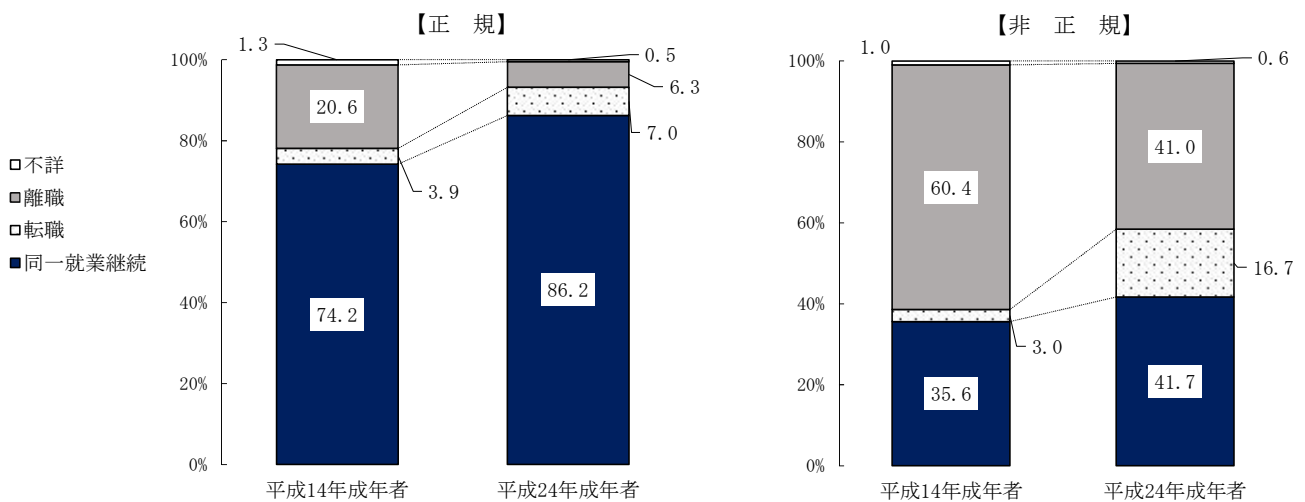 【正　規】
1.3
0.5
100%
20.6
6.3
7.0
80%
3.9
60%
74.2
86.2
40%
20%
0%
平成14年成年者
平成24年成年者
□不詳
■離職
□転職
■同一就業継続
【非　正　規】
1.0
0.6
100%
41.0
80%
60.4
60%
16.7
3.0
40%
35.6
41.7
20%
0%
平成14年成年者
平成24年成年者